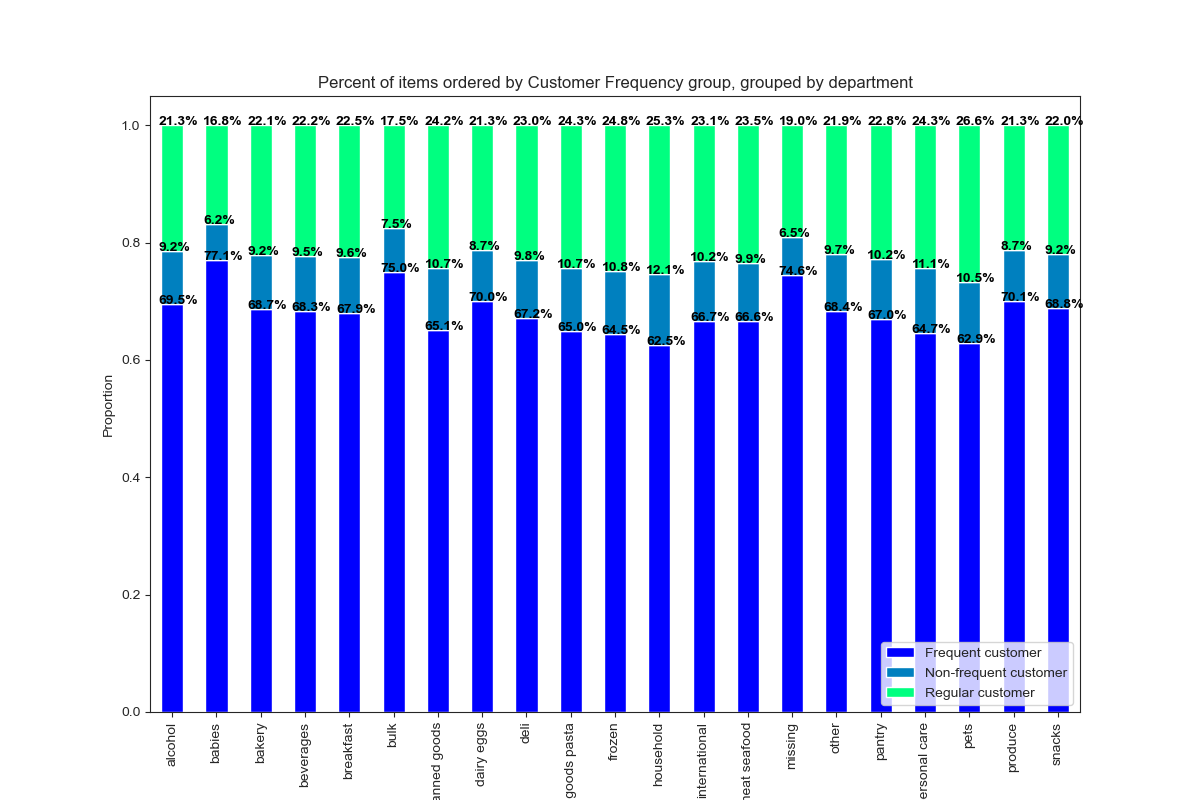 Percent of items ordered by Customer Frequency group, grouped by department
21.3% 16.8% 22.1% 22.2% 22.5% 17.5% 24.2% 21.3% 23.0% 24.3% 24.8% 25.3% 23.1% 23.5% 19.0% 21.9% 22.8% 24.3% 26.6% 21.3% 22.0%
9.2% 6.2% 9.2% 9.5% 9.6% 7.5% 10.7% 8.7% 9.8% 10.7% 10.8% 12.1% 10.2% 9.9% 6.5% 9.7% 10.2% 11.1% 10.5% 8.7% 9.2%
69.5% 77.1% 68.7% 68.3% 67.9% 75.0% 65.1% 70.0% 67.2% 65.0% 64.5% 62.5% 66.7% 66.6% 74.6% 68.4% 67.0% 64.7% 62.9% 70.1% 68.8%
1.0
0.8
0.6
0.4
0.2
0.0
Proportion
Frequent customer
Non-frequent customer
Regular customer
alcohol
babies
bakery
beverages
breakfast
bulk
anned goods
dairy eggs
deli
goods pasta
frozen
household
international
neat seafood
missing
other
pantry
ersonal care
pets
produce
snacks